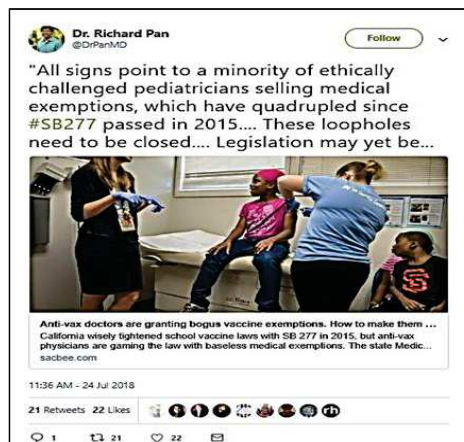 Dr. Richard Pan
@DrPanMD
Follow
"All signs point to a minority of ethically
challenged pediatricians selling medical
exemptions, which have quadrupled since
#SB277 passed in 2015.... These loopholes
need to be closed.... Legislation may yet be...
Anti-vax doctors are granting bogus vaccine exemptions. How to make them ...
California wisely tightened school vaccine laws with SB 277 in 2015, but anti-vax
physicians are gaming the law with baseless medical exemptions. The state Medic...
sacbee.com
11:36 AM - 24 Jul 2018
21 Retweets 22 Likes
rh
1 21 22